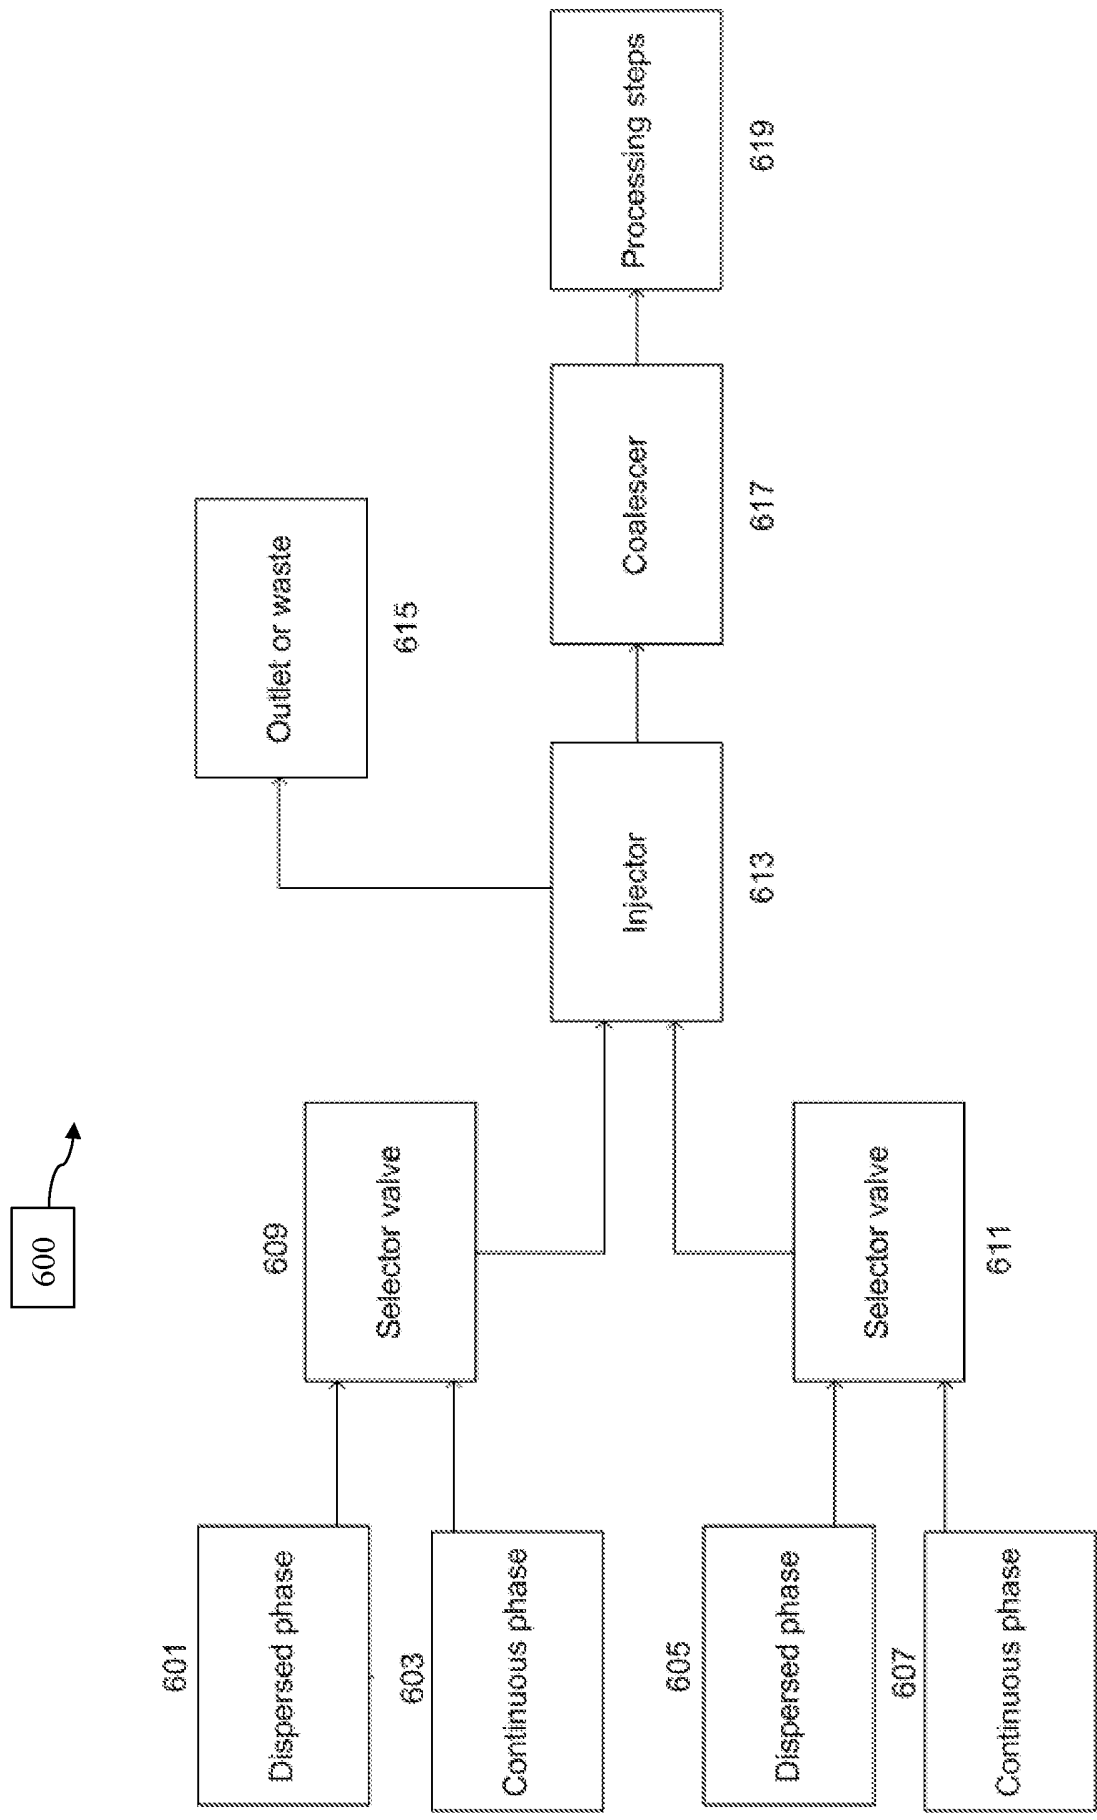 600
601
Dispersed phase
603
Continuous phase
605
Dispersed phase
607
Continuous phase
609
Selector valve
Selector valve
611
Injector
613
Outlet or waste
615
Coalescer
617
Processing steps
619